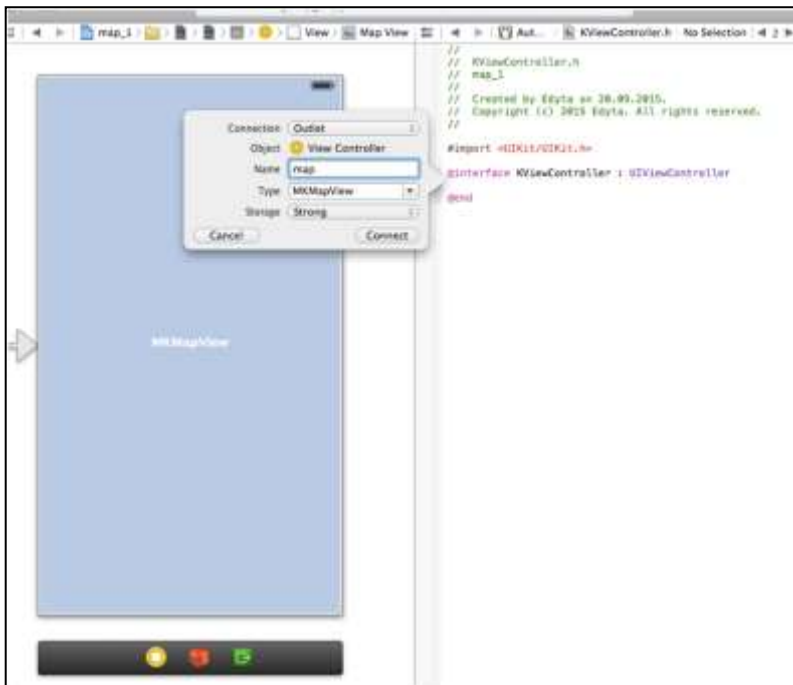 map_1 View Map View Aut... KViewController.h No Selection 2
//
// KViewController.h
// map_1
//
// Created by Edyta on 20.09.2015.
// Copyright (c) 2015 Edyta. All rights reserved.
//
#import <UIKit/UIKit.h>
@interface KViewController : UIViewController
@end
Connection Outlet
Object View Controller
Name map
Type MKMapView
Storage Strong
Cancel Connect
MKMapView